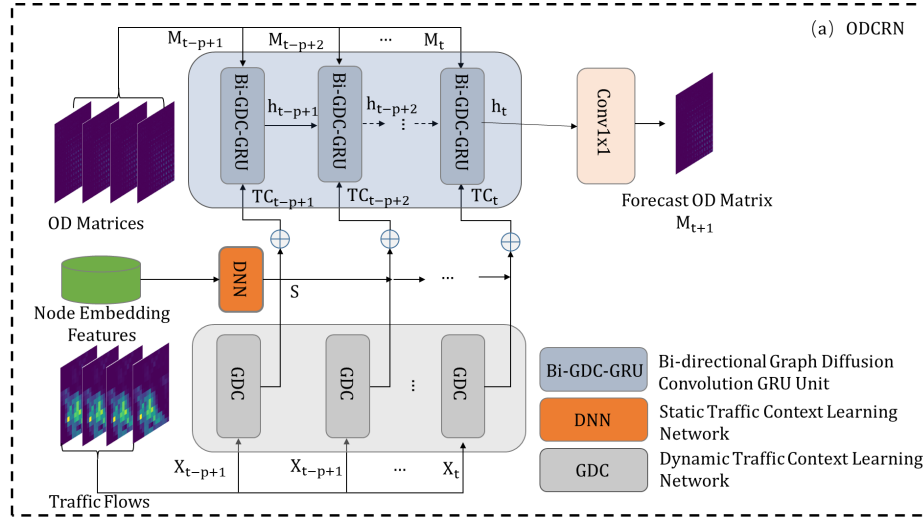 (a) ODCRN
M_{t-p+1} M_{t-p+2} ... M_t
Bi-GDC-GRU
h_{t-p+1}
Bi-GDC-GRU
h_{t-p+2}
...
Bi-GDC-GRU
h_t
Conv1x1
TC_{t-p+1} TC_{t-p+2} TC_t
OD Matrices
Forecast OD Matrix
M_{t+1}
DNN
S
...
Node Embedding
Features
GDC
GDC
...
GDC
X_{t-p+1} X_{t-p+1} ... X_t
Traffic Flows
Bi-GDC-GRU
Bi-directional Graph Diffusion
Convolution GRU Unit
DNN
Static Traffic Context Learning
Network
GDC
Dynamic Traffic Context Learning
Network